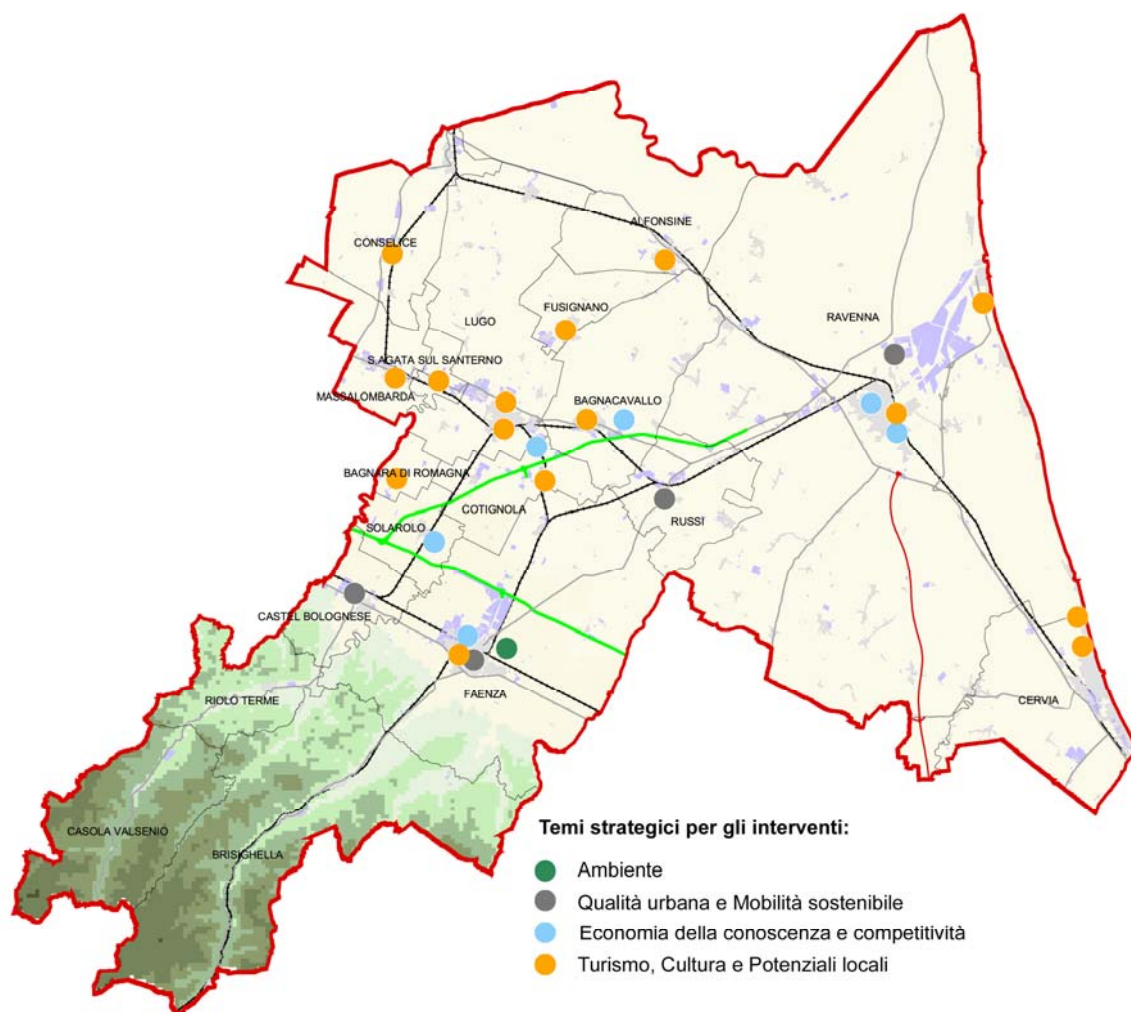 ALFONSINE
CONSELICE
FUSIGNANO
RAVENNA
LUGO
S.AGATA SUL SANTERNO
MASSALOMBARDA
BAGNACAVALLO
BAGNARA DI ROMAGNA
COTIGNOLA
SOLAROLO
RUSSI
CASTEL BOLOGNESE
FAENZA
RIOLO TERME
CERVIA
CASOLA VALSENIO
BRISIGHELLA
Temi strategici per gli interventi:
Ambiente
Qualità urbana e Mobilità sostenibile
Economia della conoscenza e competitività
Turismo, Cultura e Potenziali locali